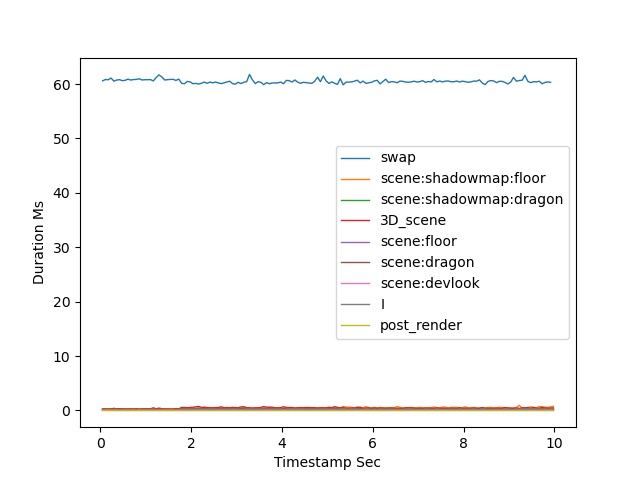 60
50
40
30
20
10
0
Duration Ms
swap
scene:shadowmap:floor
scene:shadowmap:dragon
3D_scene
scene:floor
scene:dragon
scene:devlook
I
post_render
0 2 4 6 8 10
Timestamp Sec